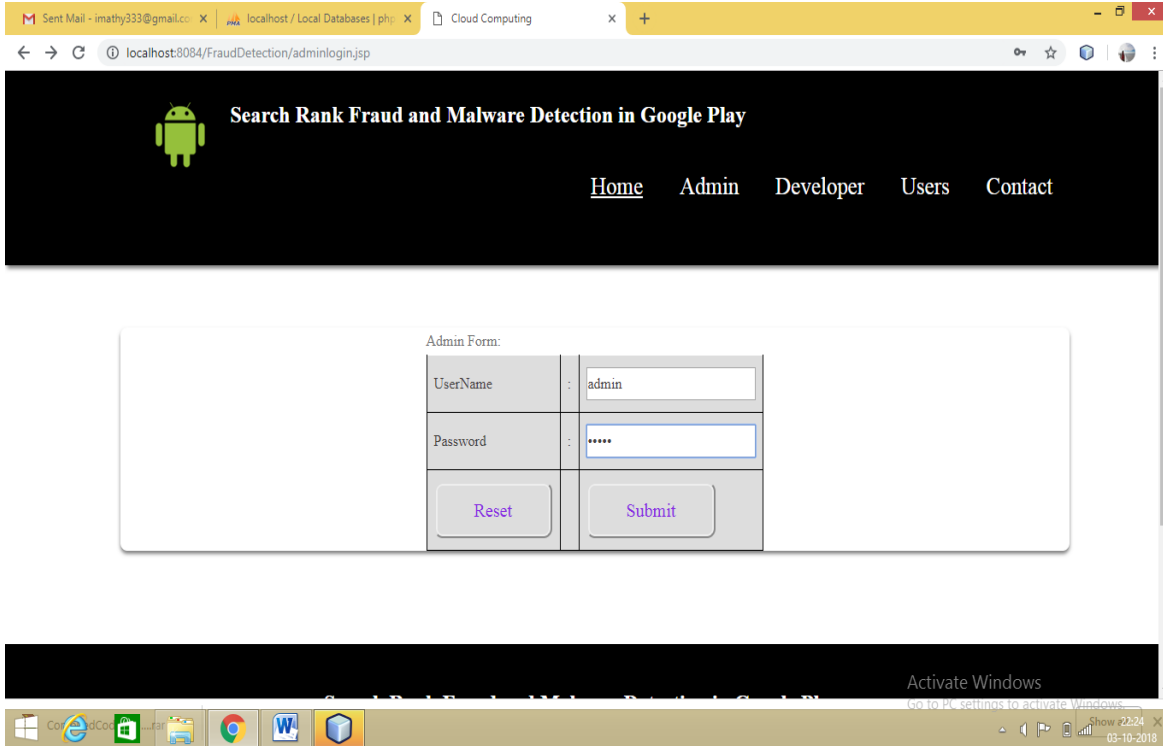 Sent Mail - imathy333@gmail.co
localhost / Local Databases | php
Cloud Computing
localhost:8084/FraudDetection/adminlogin.jsp
Search Rank Fraud and Malware Detection in Google Play
Home Admin Developer Users Contact
Admin Form:
UserName : admin
Password : •••••
Reset Submit
Activate Windows
Go to PC settings to activate Windows.
22:24
03-10-2018